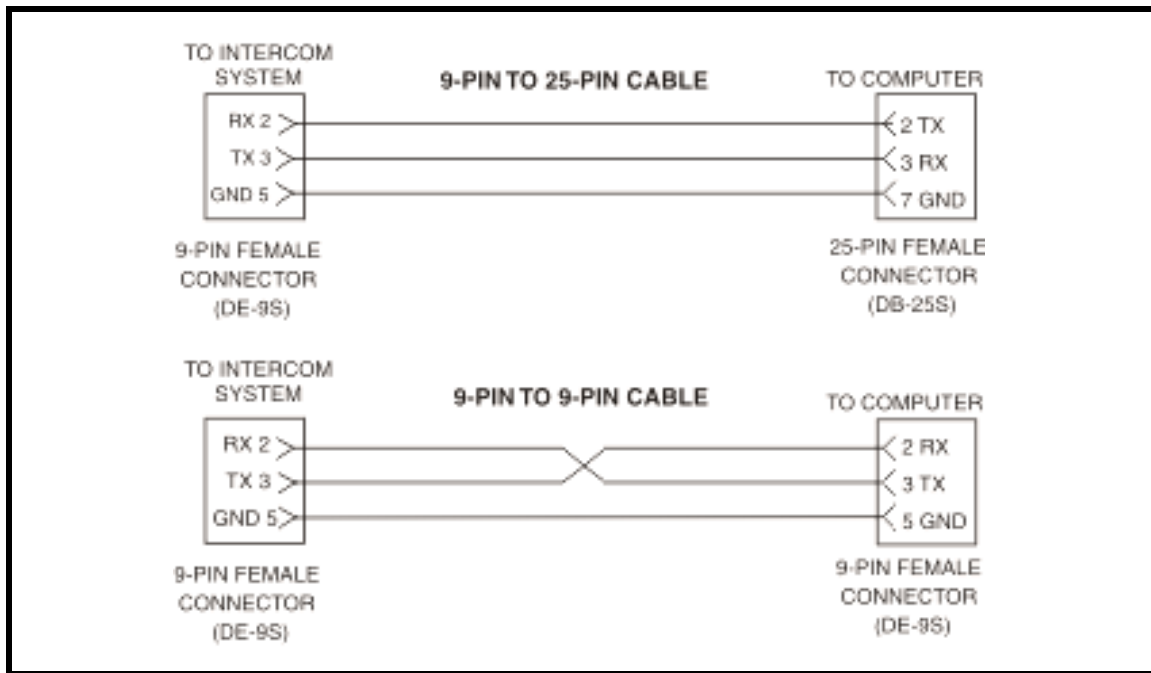 TO INTERCOM
SYSTEM
9-PIN TO 25-PIN CABLE
TO COMPUTER
RX 2
TX 3
GND 5
2 TX
3 RX
7 GND
9-PIN FEMALE
CONNECTOR
(DE-9S)
25-PIN FEMALE
CONNECTOR
(DB-25S)
TO INTERCOM
SYSTEM
9-PIN TO 9-PIN CABLE
TO COMPUTER
RX 2
TX 3
GND 5
2 RX
3 TX
5 GND
9-PIN FEMALE
CONNECTOR
(DE-9S)
9-PIN FEMALE
CONNECTOR
(DE-9S)